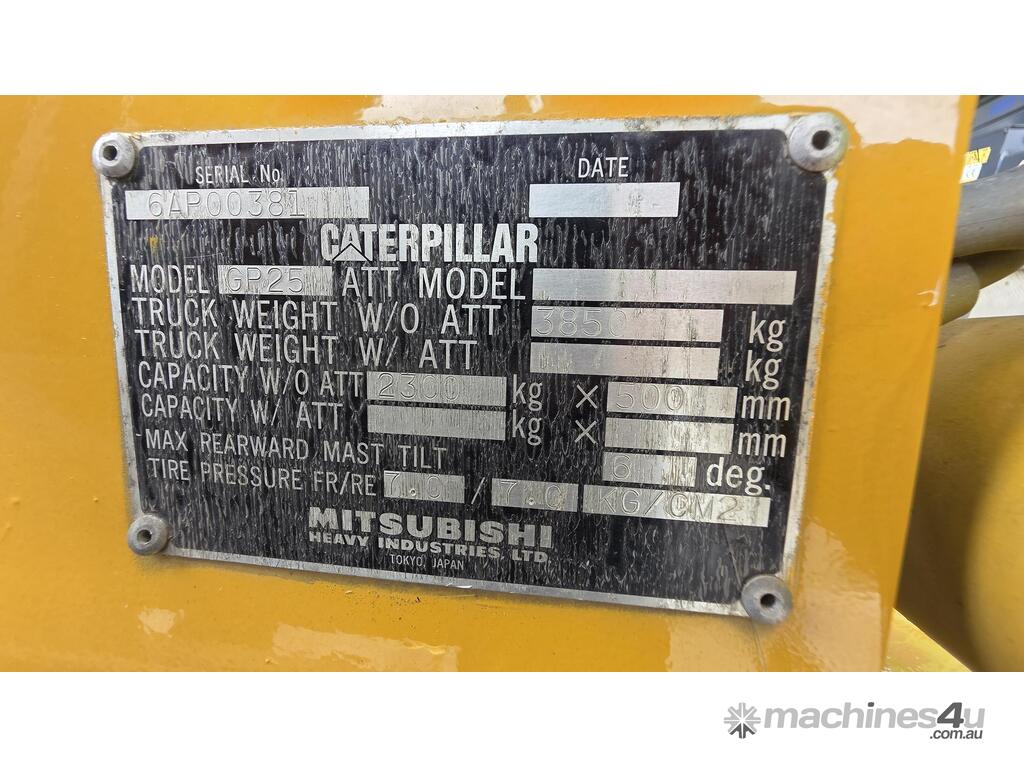 SERIAL No. DATE
6AP00381
CATERPILLAR
MODEL GP25 ATT MODEL
TRUCK WEIGHT W/O ATT 3850 kg
TRUCK WEIGHT W/ ATT kg
CAPACITY W/O ATT 2300 kg × 500 mm
CAPACITY W/ ATT kg × mm
MAX REARWARD MAST TILT 6 deg.
TIRE PRESSURE FR/RE 7.0 / 7.0 KG/CM2
MITSUBISHI
HEAVY INDUSTRIES, LTD
TOKYO, JAPAN
machines4u
.com.au